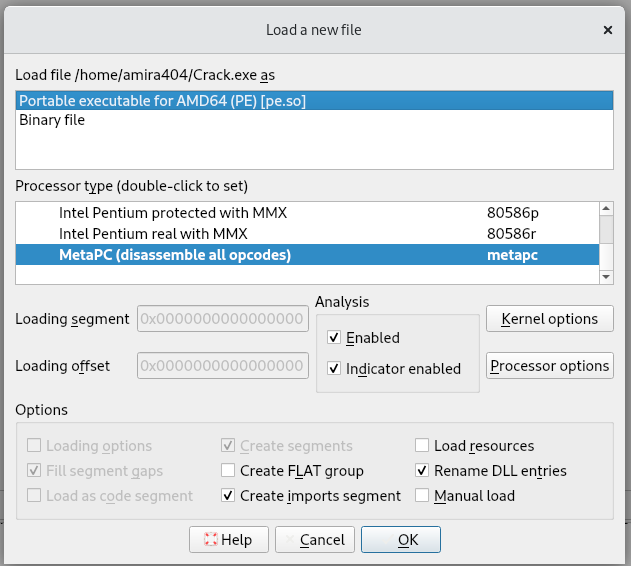 Load a new file
Load file /home/amira404/Crack.exe as
Portable executable for AMD64 (PE) [pe.so]
Binary file
Processor type (double-click to set)
Intel Pentium protected with MMX 80586p
Intel Pentium real with MMX 80586r
MetaPC (disassemble all opcodes) metapc
Analysis
Loading segment 0x0000000000000000 Kernel options
Enabled
Loading offset 0x0000000000000000 Processor options
Indicator enabled
Options
Loading options Create segments Load resources
Fill segment gaps Create FLAT group Rename DLL entries
Load as code segment Create imports segment Manual load
Help Cancel OK